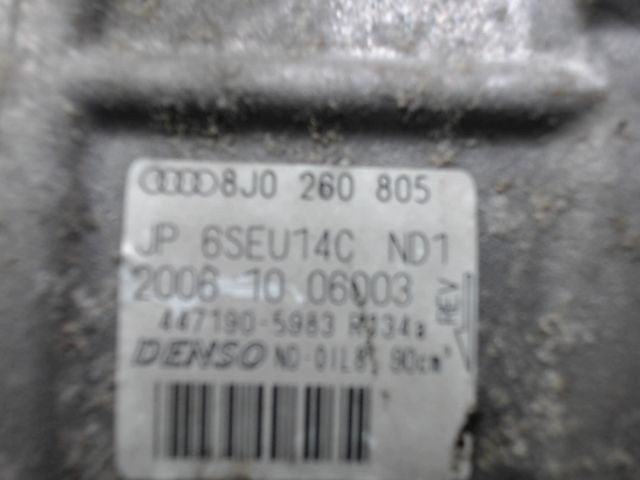 8J0 260 805
JP 6SEU14C ND1
2006 10 06003
447190-5983 R134a
REV
DENSO ND-OIL8, 90cm³